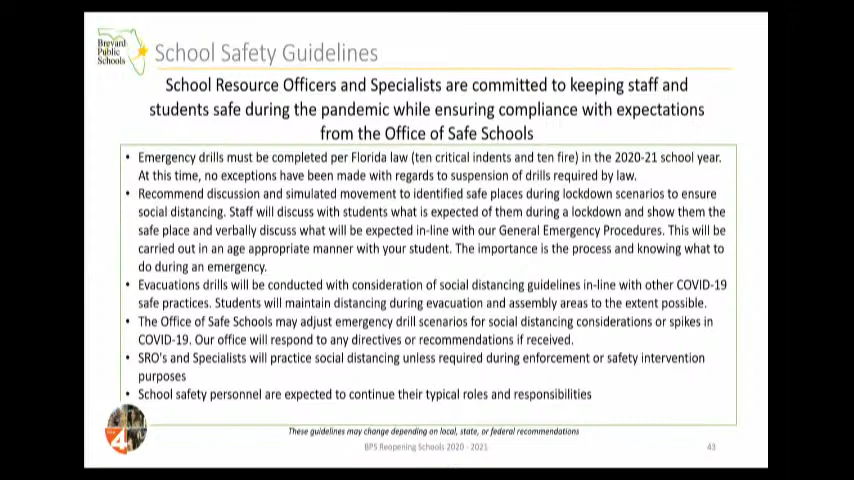 Brevard
Public
Schools
School Safety Guidelines
School Resource Officers and Specialists are committed to keeping staff and
students safe during the pandemic while ensuring compliance with expectations
from the Office of Safe Schools
• Emergency drills must be completed per Florida law (ten critical indents and ten fire) in the 2020-21 school year.
At this time, no exceptions have been made with regards to suspension of drills required by law.
• Recommend discussion and simulated movement to identified safe places during lockdown scenarios to ensure
social distancing. Staff will discuss with students what is expected of them during a lockdown and show them the
safe place and verbally discuss what will be expected in-line with our General Emergency Procedures. This will be
carried out in an age appropriate manner with your student. The importance is the process and knowing what to
do during an emergency.
• Evacuations drills will be conducted with consideration of social distancing guidelines in-line with other COVID-19
safe practices. Students will maintain distancing during evacuation and assembly areas to the extent possible.
• The Office of Safe Schools may adjust emergency drill scenarios for social distancing considerations or spikes in
COVID-19. Our office will respond to any directives or recommendations if received.
• SRO's and Specialists will practice social distancing unless required during enforcement or safety intervention
purposes
• School safety personnel are expected to continue their typical roles and responsibilities
4
These guidelines may change depending on local, state, or federal recommendations
BPS Reopening Schools 2020 - 2021
43